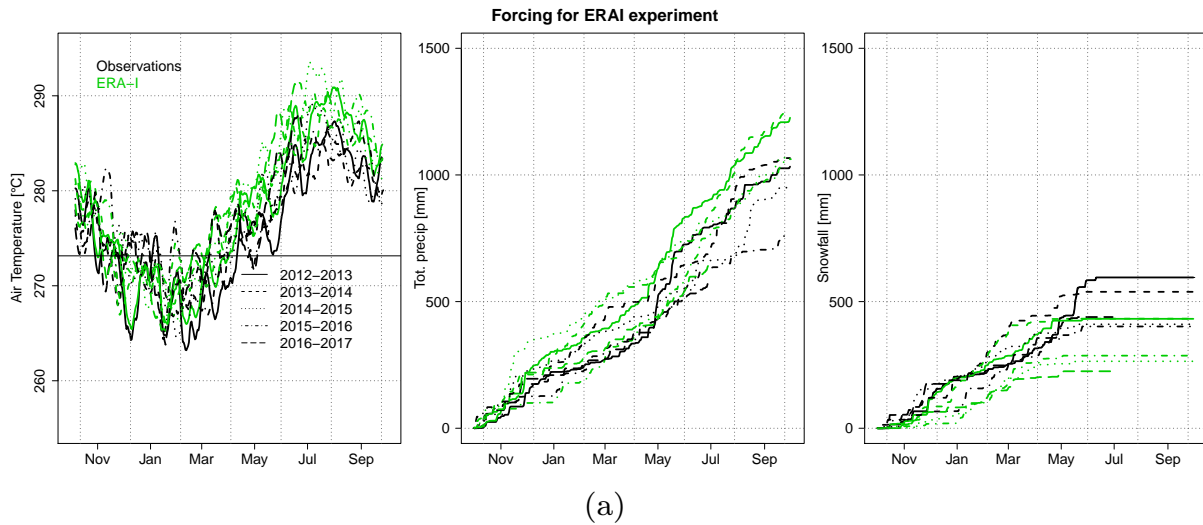 Forcing for ERAI experiment
Air Temperature [°C]
260
270
280
290
Observations
ERA−I
2012−2013
2013−2014
2014−2015
2015−2016
2016−2017
Nov Jan Mar May Jul Sep
Tot. precip [mm]
0
500
1000
1500
Nov Jan Mar May Jul Sep
Snowfall [mm]
0
500
1000
1500
Nov Jan Mar May Jul Sep
(a)